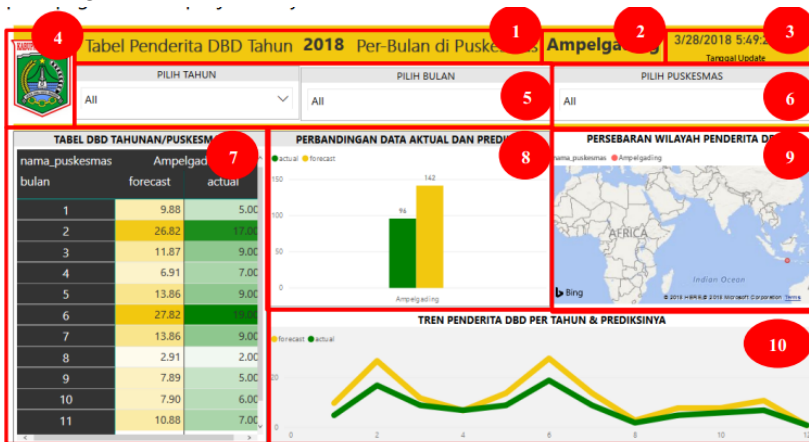 Tabel Penderita DBD Tahun 2018 Per-Bulan di Ampelgading
1
2
3
4
3/28/2018 5:49:2
Tanggal Update
KABUP
PILIH TAHUN
All
PILIH BULAN
All
5
PILIH PUSKESMAS
All
6
TABEL DBD TAHUNAN/PUSKESM
7
nama_puskesmas Ampelga
bulan forecast actual
1 9.88 5.00
2 26.82 17.00
3 11.87 9.00
4 6.91 7.00
5 13.86 9.00
6 27.82 19.00
7 13.86 9.00
8 2.91 2.00
9 7.89 5.00
10 7.90 6.00
11 10.88 7.00
PERBANDINGAN DATA AKTUAL DAN PREDI
8
actual forecast
150
100
50
0
96
142
Ampelgading
PERSEBARAN WILAYAH PENDERITA D
9
nama_puskesmas Ampelgading
AFRICA
Indian Ocean
Bing
© 2018 HERE © 2018 Microsoft Corporation Terms
TREN PENDERITA DBD PER TAHUN & PREDIKSINYA
10
forecast actual
20
0
0 2 4 6 8 10 12